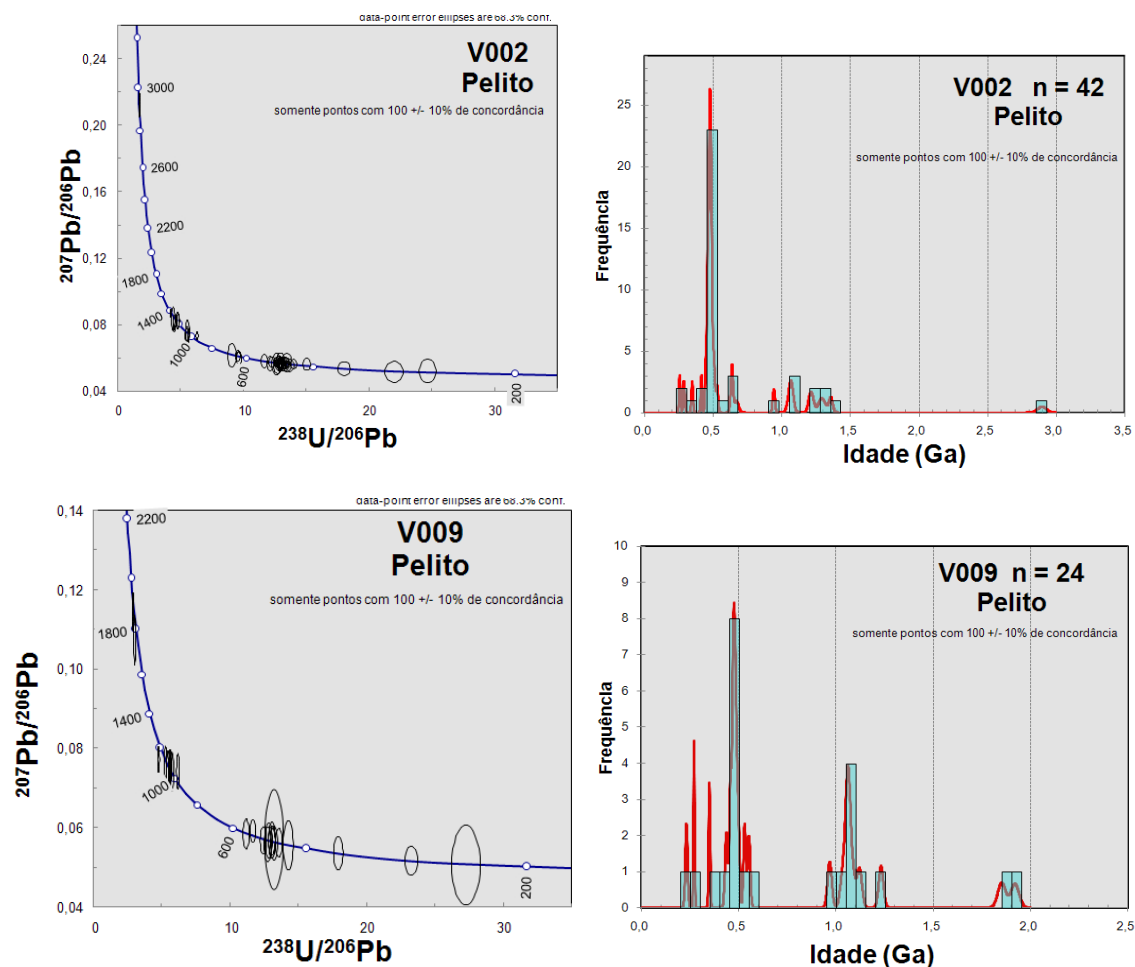 data-point error ellipses are 68.3% conf.
V002
Pelito
somente pontos com 100 +/- 10% de concordância
0,24
0,20
0,16
0,12
0,08
0,04
207Pb/206Pb
3000
2600
2200
1800
1400
1000
600
200
0
10
20
30
238U/206Pb
V002 n = 42
Pelito
somente pontos com 100 +/- 10% de concordância
Frequência
25
20
15
10
5
0
0,0
0,5
1,0
1,5
2,0
2,5
3,0
3,5
Idade (Ga)
data-point error ellipses are 68.3% conf.
V009
Pelito
somente pontos com 100 +/- 10% de concordância
0,14
0,12
0,10
0,08
0,06
0,04
207Pb/206Pb
2200
1800
1400
1000
600
200
0
10
20
30
238U/206Pb
V009 n = 24
Pelito
somente pontos com 100 +/- 10% de concordância
Frequência
10
9
8
7
6
5
4
3
2
1
0
0,0
0,5
1,0
1,5
2,0
2,5
Idade (Ga)